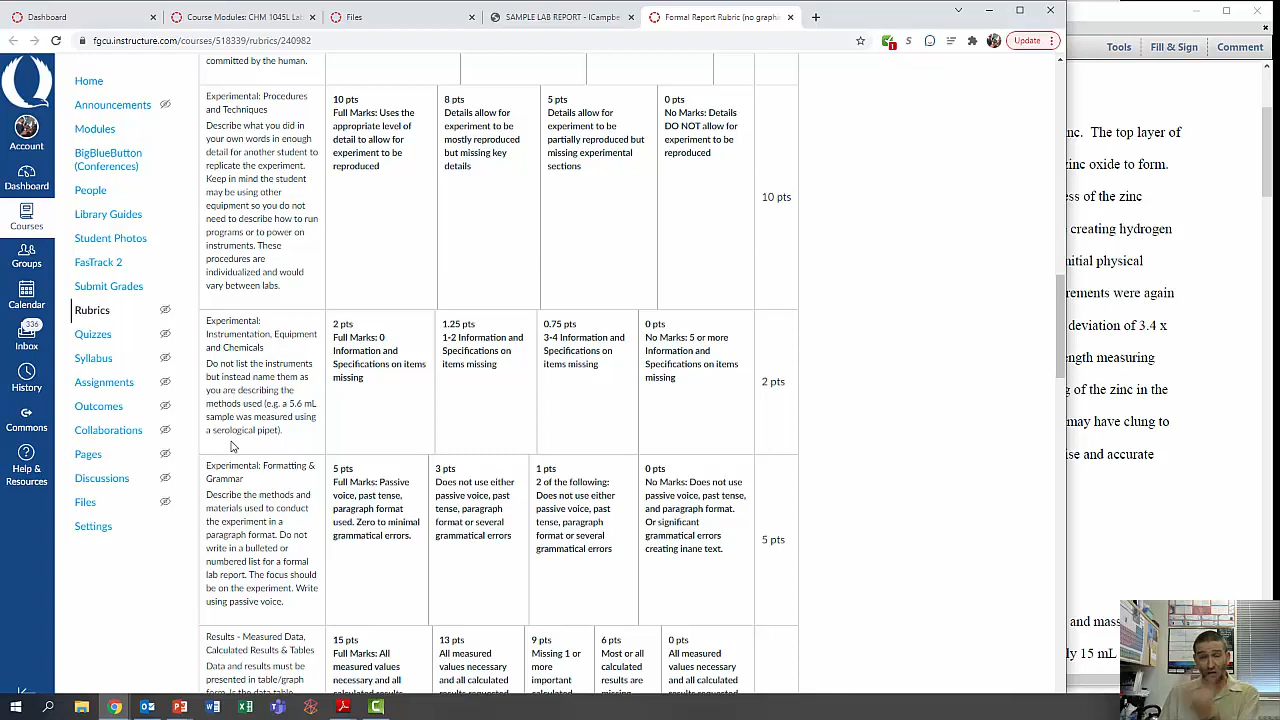 Dashboard
Course Modules: CHM 1045L Lab
Files
SAMPLE LAB REPORT - ICampbe
Formal Report Rubric (no graphi
fgcu.instructure.com/courses/518339/rubrics/240982
Update
Tools
Fill & Sign
Comment
Account
Dashboard
Courses
Groups
Calendar
336
Inbox
History
Commons
Help &
Resources
Home
Announcements
Modules
BigBlueButton
(Conferences)
People
Library Guides
Student Photos
FasTrack 2
Submit Grades
Rubrics
Quizzes
Syllabus
Assignments
Outcomes
Collaborations
Pages
Discussions
Files
Settings
committed by the human.
Experimental: Procedures
and Techniques
Describe what you did in
your own words in enough
detail for another student to
replicate the experiment.
Keep in mind the student
may be using other
equipment so you do not
need to describe how to run
programs or to power on
instruments. These
procedures are
individualized and would
vary between labs.
10 pts
Full Marks: Uses the
appropriate level of
detail to allow for
experiment to be
reproduced
8 pts
Details allow for
experiment to be
mostly reproduced
but missing key
details
5 pts
Details allow for
experiment to be
partially reproduced but
missing experimental
sections
0 pts
No Marks: Details
DO NOT allow for
experiment to be
reproduced
10 pts
Experimental:
Instrumentation, Equipment
and Chemicals
Do not list the instruments
but instead name them as
you are describing the
methods used (e.g. a 5.6 mL
sample was measured using
a serological pipet).
2 pts
Full Marks: 0
Information and
Specifications on items
missing
1.25 pts
1-2 Information and
Specifications on
items missing
0.75 pts
3-4 Information and
Specifications on
items missing
0 pts
No Marks: 5 or more
Information and
Specifications on items
missing
2 pts
Experimental: Formatting &
Grammar
Describe the methods and
materials used to conduct
the experiment in a
paragraph format. Do not
write in a bulleted or
numbered list for a formal
lab report. The focus should
be on the experiment. Write
using passive voice.
5 pts
Full Marks: Passive
voice, past tense,
paragraph format
used. Zero to minimal
grammatical errors.
3 pts
Does not use either
passive voice, past
tense, paragraph
format or several
grammatical errors
1 pts
2 of the following:
Does not use either
passive voice, past
tense, paragraph
format or several
grammatical errors
0 pts
No Marks: Does not use
passive voice, past tense,
and paragraph format.
Or significant
grammatical errors
creating inane text.
5 pts
Results - Measured Data,
Calculated Results & Tables
Data and results must be
presented in table/graph
form. Is the data table
15 pts
Full Marks: All
measured values
necessary and all
13 pts
All measured
values necessary
and all calculated
9 pts
Missing 1 or
more
important
calculated
6 pts
Most or all
calculated
results are
missing
0 pts
All measured
values necessary
and all calculated
nc. The top layer of
zinc oxide to form.
ess of the zinc
creating hydrogen
nitial physical
rements were again
deviation of 3.4 x
ength measuring
g of the zinc in the
may have clung to
ise and accurate
and mass
ly 15 mL